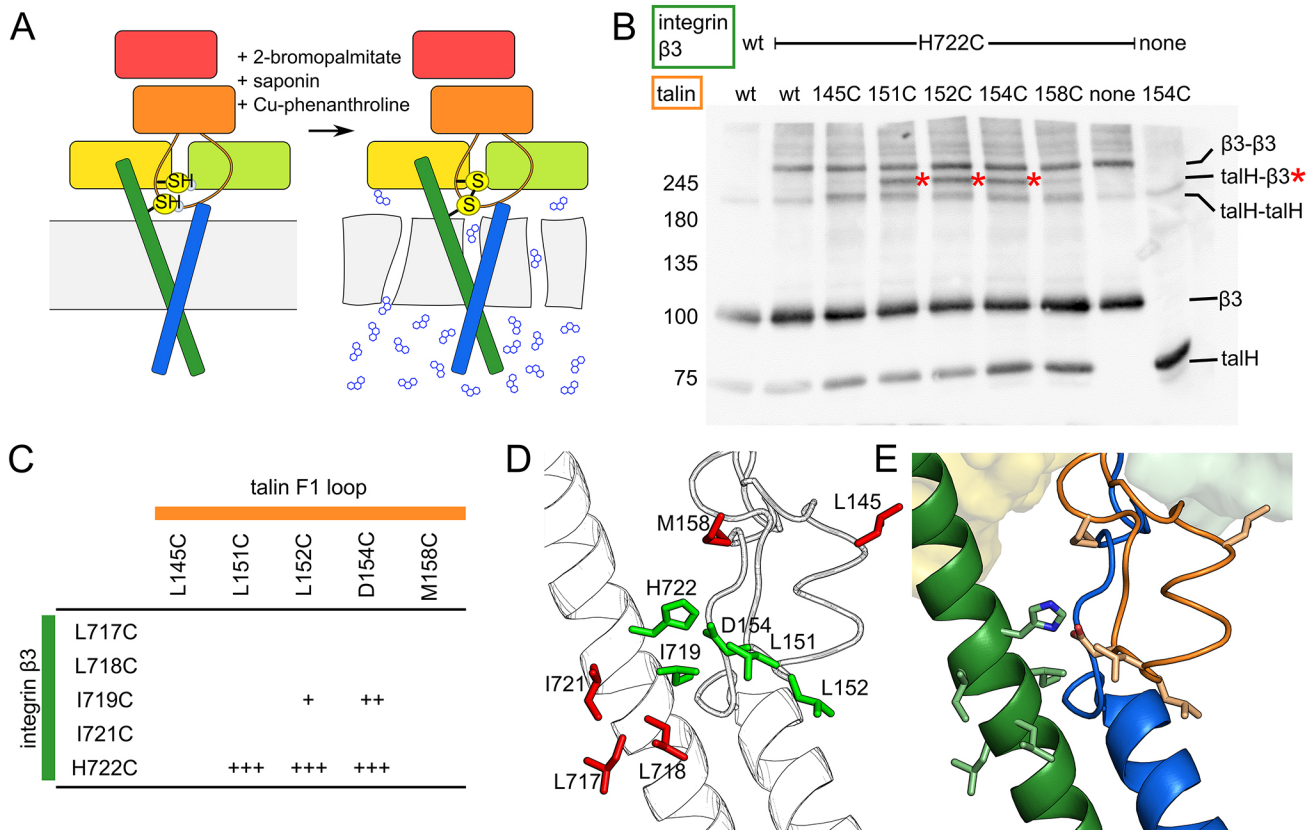 A
+ 2-bromopalmitate
+ saponin
+ Cu-phenanthroline
SH
SH
S
S
B
integrin
β3
wt
H722C
none
talin
wt wt 145C 151C 152C 154C 158C none 154C
245
180
135
100
75
*
*
*
β3-β3
talH-β3*
talH-talH
β3
talH
C
talin F1 loop
L145C
L151C
L152C
D154C
M158C
integrin β3
L717C
L718C
I719C + ++
I721C
H722C +++ +++ +++
D
M158
L145
H722
D154
L151
I719
I721
L152
L717
L718
E